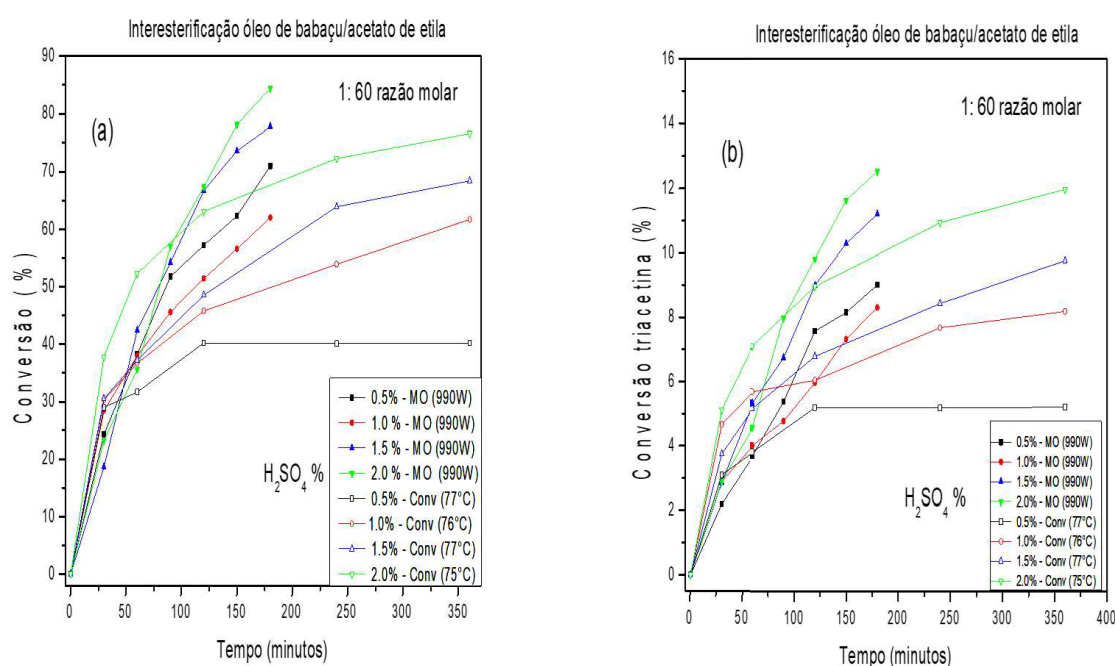 Interesterificação óleo de babaçu/acetato de etila
1: 60 razão molar
(a)
Conversão (%)
90
80
70
60
50
40
30
20
10
0
H₂SO₄ %
0.5% - MO (990W)
1.0 % - MO (990W)
1.5% - MO (990W)
2.0 % - MO (990W)
0.5% - Conv (77°C)
1.0% - Conv (76°C)
1.5% - Conv (77°C)
2.0% - Conv (75°C)
0 50 100 150 200 250 300 350
Tempo (minutos)
Interesterificação óleo de babaçu/acetato de etila
1: 60 razão molar
(b)
Conversão triacetina (%)
16
14
12
10
8
6
4
2
0
H₂SO₄ %
0.5% - MO (990W)
1.0% - MO (990W)
1.5% - MO (990W)
2.0% - MO (990W)
0.5% - Conv (77°C)
1.0% - Conv (76°C)
1.5% - Conv (77°C)
2.0% - Conv (75°C)
0 50 100 150 200 250 300 350 400
Tempo (minutos)